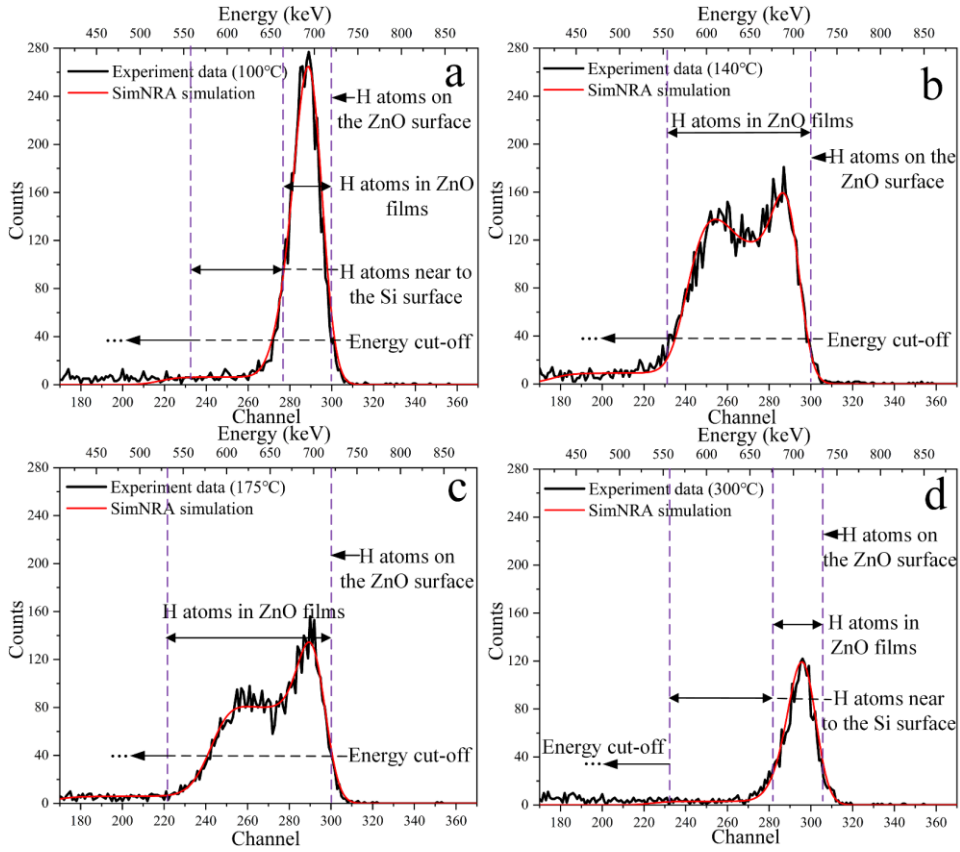 Energy (keV)
450 500 550 600 650 700 750 800 850
280
240
200
160
120
80
40
0
Counts
Experiment data (100℃)
SimNRA simulation
a
H atoms on
the ZnO surface
H atoms in ZnO
films
H atoms near to
the Si surface
Energy cut-off
180 200 220 240 260 280 300 320 340 360
Channel
Energy (keV)
450 500 550 600 650 700 750 800 850
280
240
200
160
120
80
40
0
Counts
Experiment data (140℃)
SimNRA simulation
b
H atoms in ZnO films
H atoms on the
ZnO surface
Energy cut-off
180 200 220 240 260 280 300 320 340 360
Channel
Energy (keV)
450 500 550 600 650 700 750 800 850
280
240
200
160
120
80
40
0
Counts
Experiment data (175℃)
SimNRA simulation
c
H atoms on
the ZnO surface
H atoms in ZnO films
Energy cut-off
180 200 220 240 260 280 300 320 340 360
Channel
Energy (keV)
450 500 550 600 650 700 750 800 850
280
240
200
160
120
80
40
0
Counts
Experiment data (300℃)
SimNRA simulation
d
H atoms on
the ZnO surface
H atoms in
ZnO films
H atoms near
to the Si surface
Energy cut-off
180 200 220 240 260 280 300 320 340 360
Channel